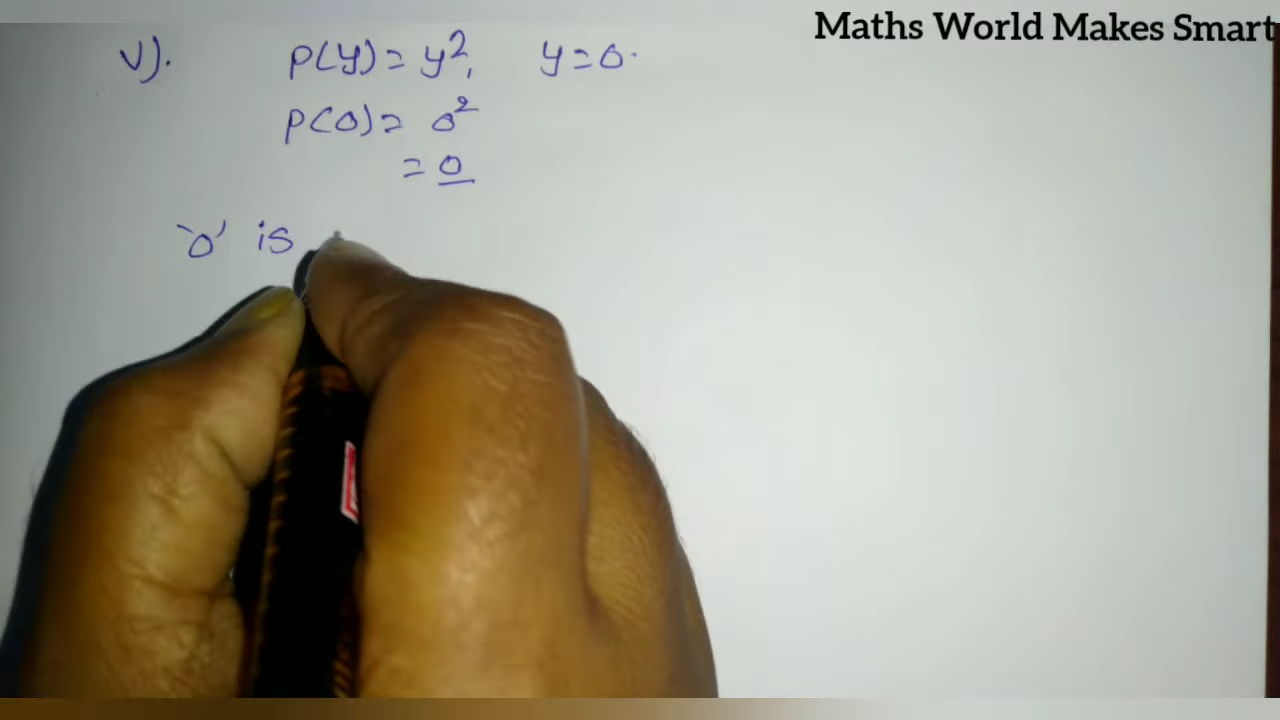 Maths World Makes Smart
v). P(y) = y², y = 0.
P(0) = 0²
= 0
'0' is